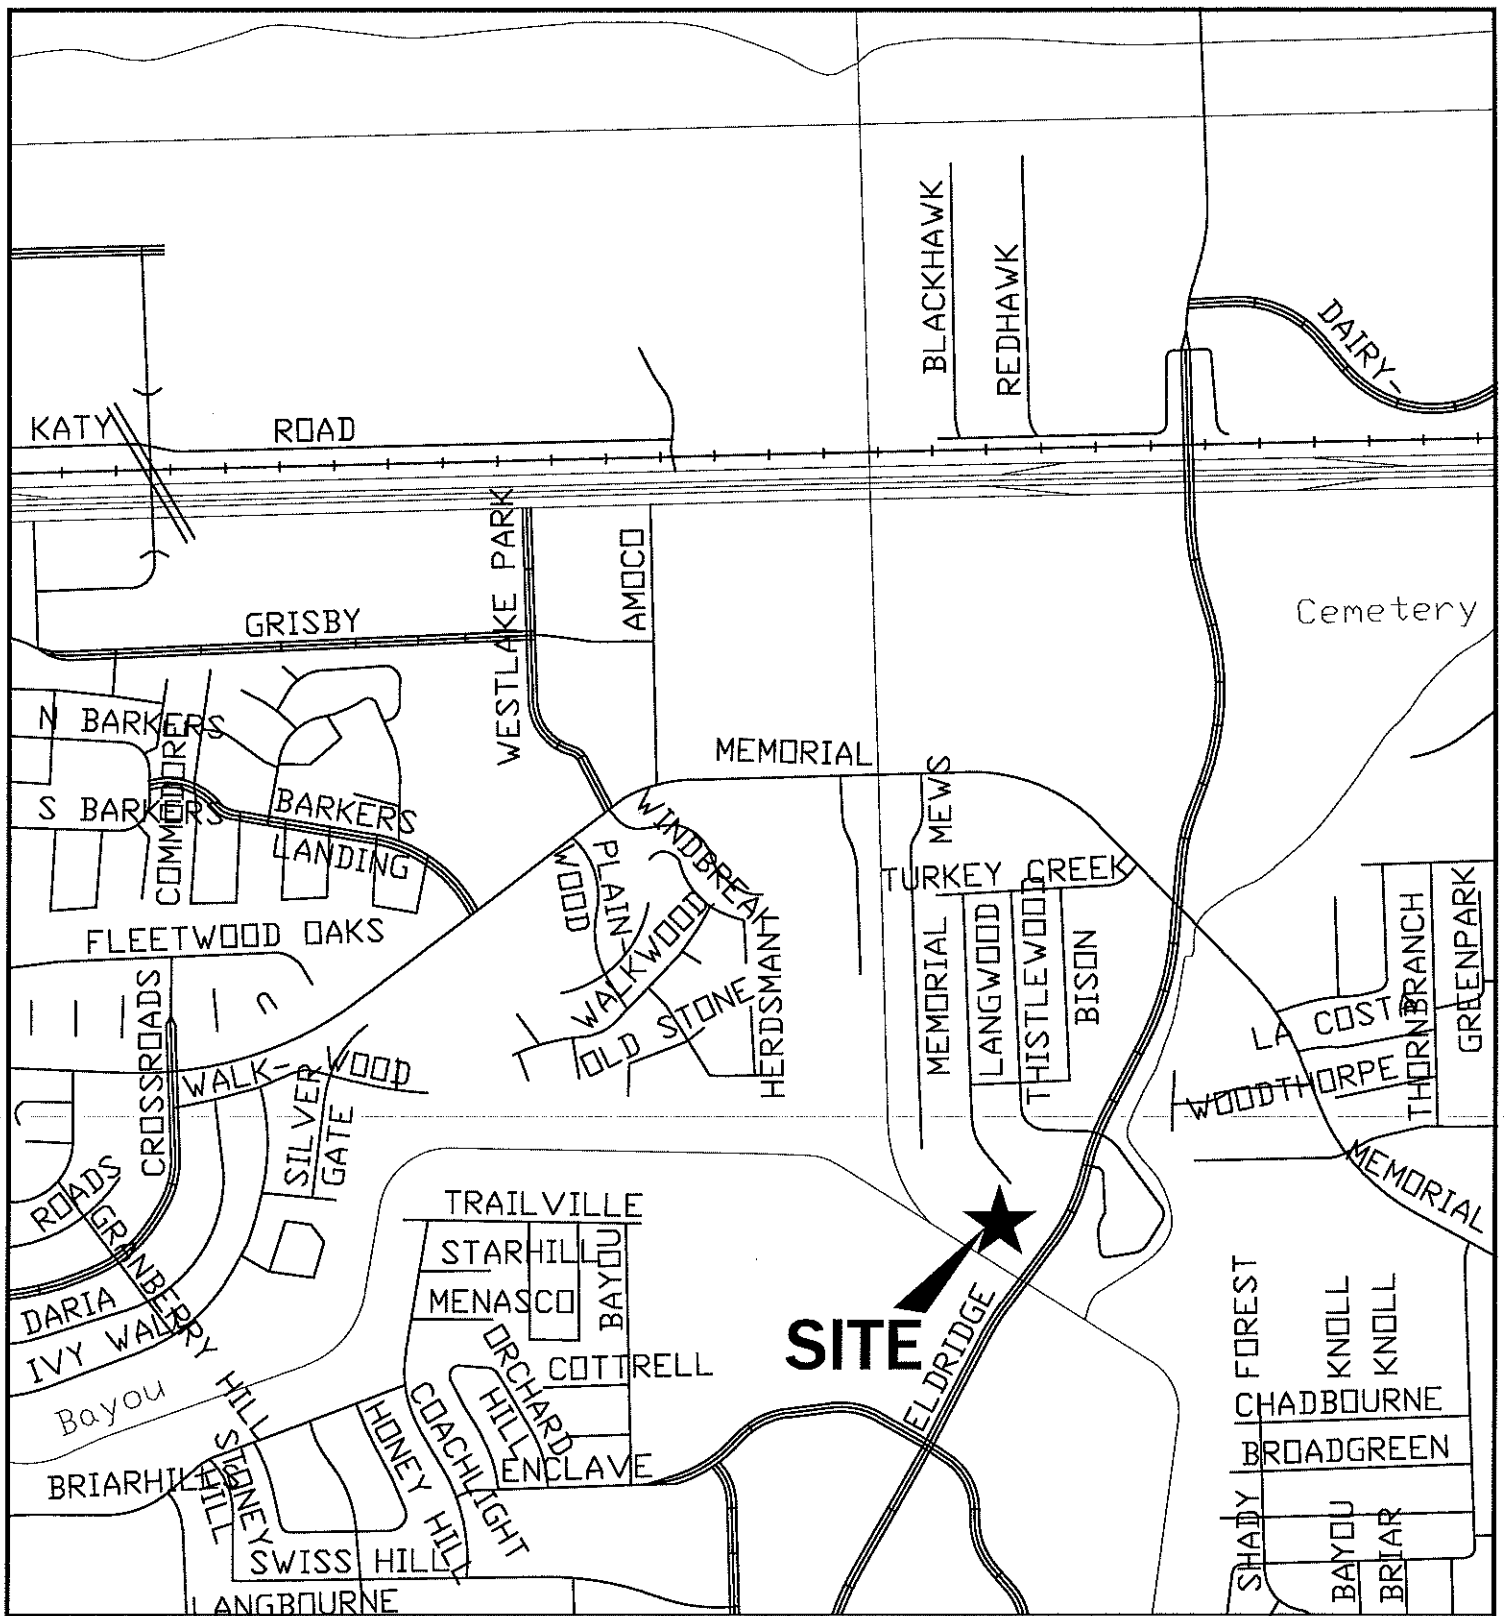 BLACKHAWK
REDHAWK
DAIRY-
KATY ROAD
WESTLAKE PARK
AMOCO
Cemetery
GRISBY
N BARKERS
COMMODORE
MEMORIAL
MEWS
S BARKERS
BARKERS
LANDING
WINDBREAK
PLAIN-
WOOD
TURKEY CREEK
FLEETWOOD OAKS
WALKWOOD
OLD STONE
HERDSMANT
MEMORIAL
LANGWOOD
THISTLEWOOD
BISON
THORNBRANCH
GREENPARK
LA COSTA
WOODTHORPE
CROSSROADS
WALK-
WOOD
SILVER
GATE
MEMORIAL
ROADS
GRANBERRY HILL
TRAILVILLE
STARHILL
BAYOU
MENASCO
DARIA
IVY WALL
ORCHARD
HILL
COTTRELL
SITE
ELDRIDGE
FOREST
KNOLL
KNOLL
Bayou
HONEY HILL
COACHLIGHT
CHADBOURNE
BROADGREEN
ENCLAVE
BRIARHILLS
STONEY
HILL
SHADY
BAYOU
BRIAR
SWISS HILL
LANGBOURNE